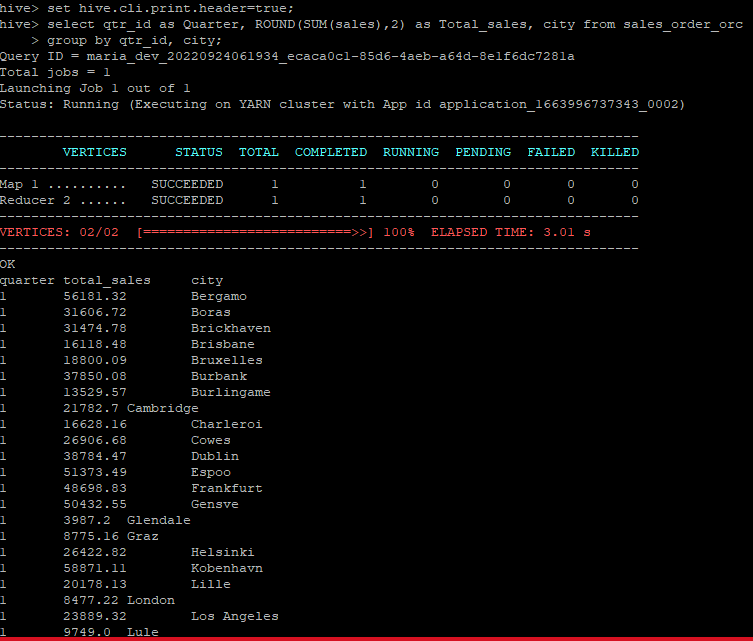 hive> set hive.cli.print.header=true;
hive> select qtr_id as Quarter, ROUND(SUM(sales),2) as Total_sales, city from sales_order_orc
    > group by qtr_id, city;
Query ID = maria_dev_20220924061934_ecaca0c1-85d6-4aeb-a64d-8e1f6dc7281a
Total jobs = 1
Launching Job 1 out of 1
Status: Running (Executing on YARN cluster with App id application_1663996737343_0002)
--------------------------------------------------------------------------------
        VERTICES      STATUS  TOTAL  COMPLETED  RUNNING  PENDING  FAILED  KILLED
--------------------------------------------------------------------------------
Map 1 ..........   SUCCEEDED      1          1        0        0       0       0
Reducer 2 ......   SUCCEEDED      1          1        0        0       0       0
--------------------------------------------------------------------------------
VERTICES: 02/02  [==========================>>] 100%  ELAPSED TIME: 3.01 s
--------------------------------------------------------------------------------
OK
quarter total_sales     city
1       56181.32        Bergamo
1       31606.72        Boras
1       31474.78        Brickhaven
1       16118.48        Brisbane
1       18800.09        Bruxelles
1       37850.08        Burbank
1       13529.57        Burlingame
1       21782.7 Cambridge
1       16628.16        Charleroi
1       26906.68        Cowes
1       38784.47        Dublin
1       51373.49        Espoo
1       48698.83        Frankfurt
1       50432.55        Gensve
1       3987.2  Glendale
1       8775.16 Graz
1       26422.82        Helsinki
1       58871.11        Kobenhavn
1       20178.13        Lille
1       8477.22 London
1       23889.32        Los Angeles
1       9749.0  Lule